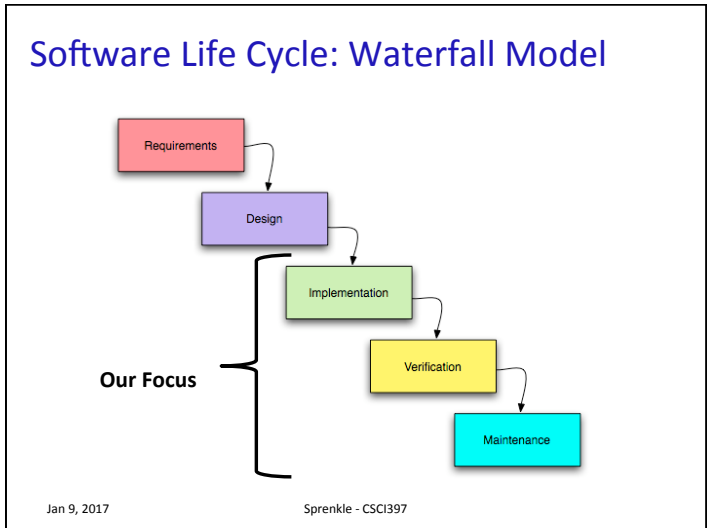 Software Life Cycle: Waterfall Model
Requirements
Design
Implementation
Verification
Our Focus
Maintenance
Jan 9, 2017
Sprenkle - CSCI397